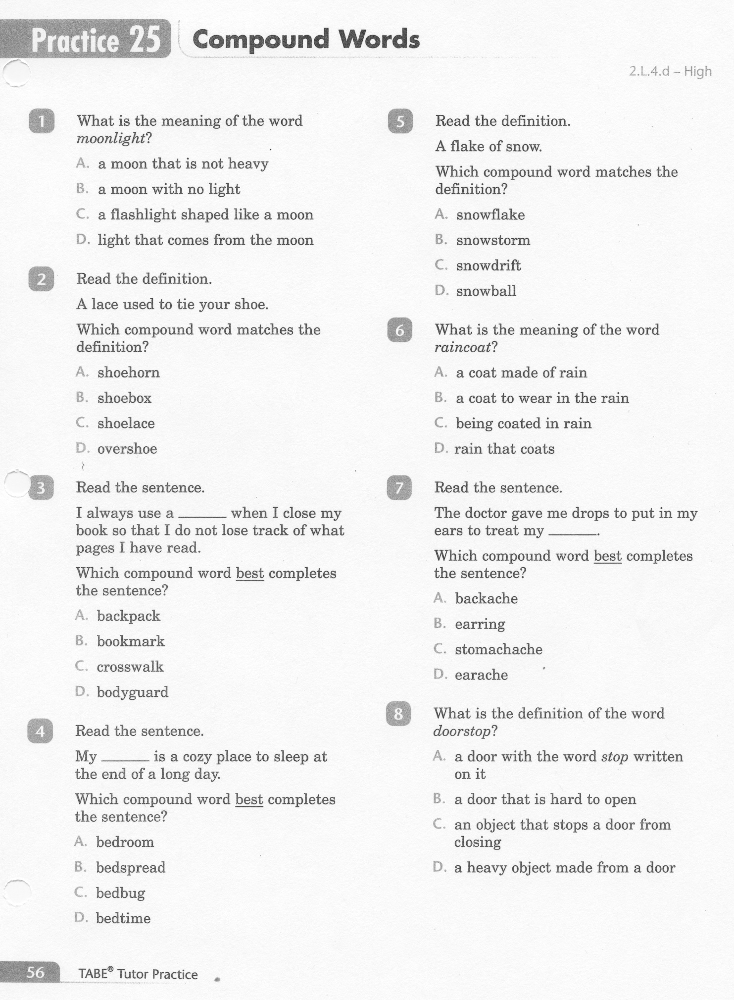 Practice 25
Compound Words
2.L.4.d – High
1
What is the meaning of the word
moonlight?
A. a moon that is not heavy
B. a moon with no light
C. a flashlight shaped like a moon
D. light that comes from the moon
2
Read the definition.
A lace used to tie your shoe.
Which compound word matches the
definition?
A. shoehorn
B. shoebox
C. shoelace
D. overshoe
3
Read the sentence.
I always use a ______ when I close my
book so that I do not lose track of what
pages I have read.
Which compound word best completes
the sentence?
A. backpack
B. bookmark
C. crosswalk
D. bodyguard
4
Read the sentence.
My ______ is a cozy place to sleep at
the end of a long day.
Which compound word best completes
the sentence?
A. bedroom
B. bedspread
C. bedbug
D. bedtime
5
Read the definition.
A flake of snow.
Which compound word matches the
definition?
A. snowflake
B. snowstorm
C. snowdrift
D. snowball
6
What is the meaning of the word
raincoat?
A. a coat made of rain
B. a coat to wear in the rain
C. being coated in rain
D. rain that coats
7
Read the sentence.
The doctor gave me drops to put in my
ears to treat my ______.
Which compound word best completes
the sentence?
A. backache
B. earring
C. stomachache
D. earache
8
What is the definition of the word
doorstop?
A. a door with the word stop written
on it
B. a door that is hard to open
C. an object that stops a door from
closing
D. a heavy object made from a door
56
TABE® Tutor Practice